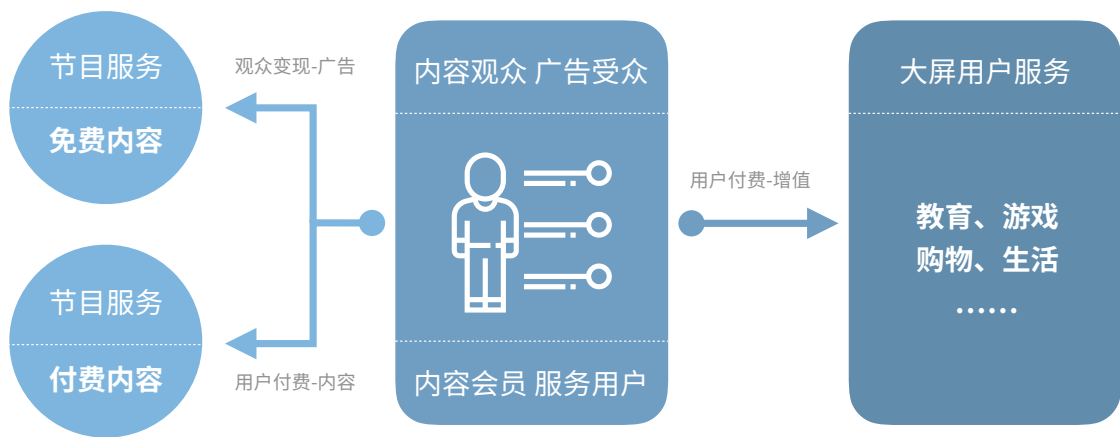 节目服务
免费内容
观众变现-广告
节目服务
付费内容
用户付费-内容
内容观众 广告受众
内容会员 服务用户
用户付费-增值
大屏用户服务
教育、游戏
购物、生活
······